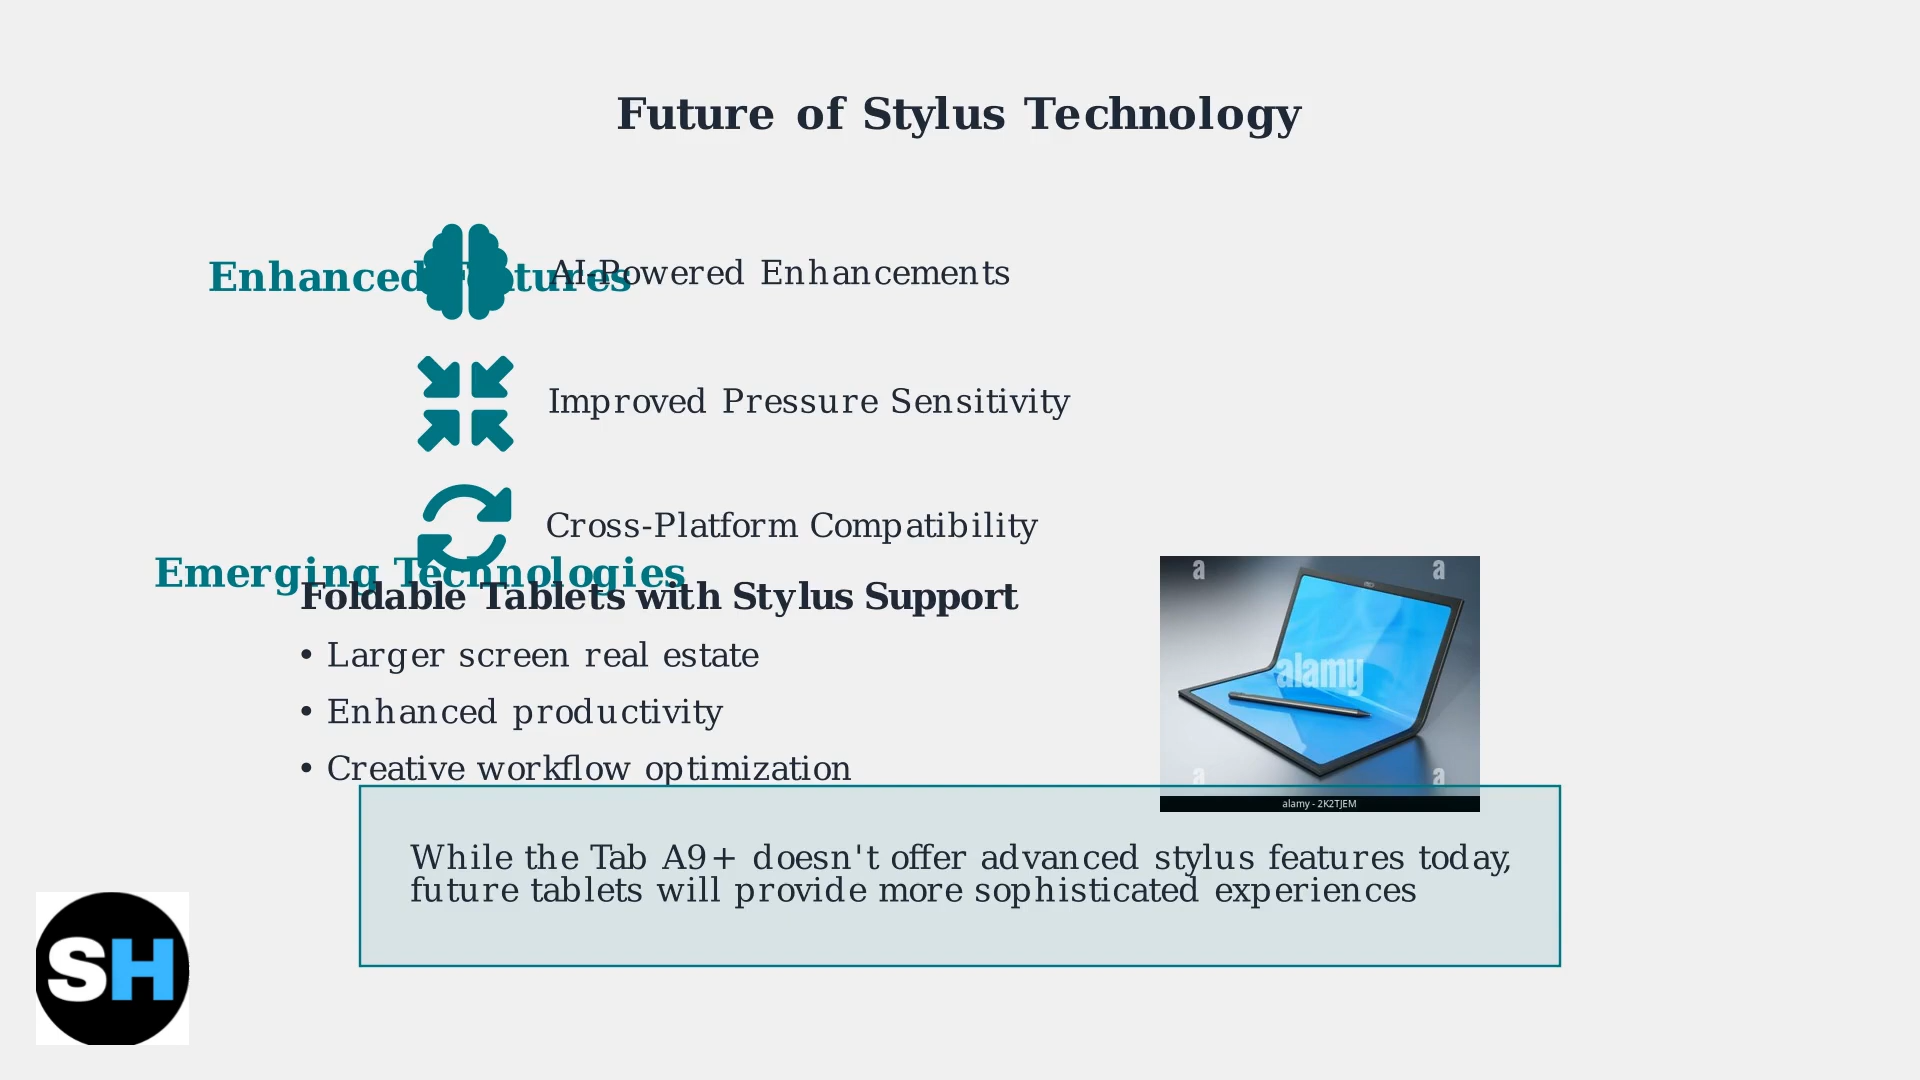 Future of Stylus Technology
Enhanced Features
AI-Powered Enhancements
Improved Pressure Sensitivity
Cross-Platform Compatibility
Emerging Technologies
Foldable Tablets with Stylus Support
• Larger screen real estate
• Enhanced productivity
• Creative workflow optimization
a a
alamy
a a
alamy - 2K2TJEM
While the Tab A9+ doesn't offer advanced stylus features today,
future tablets will provide more sophisticated experiences
SH